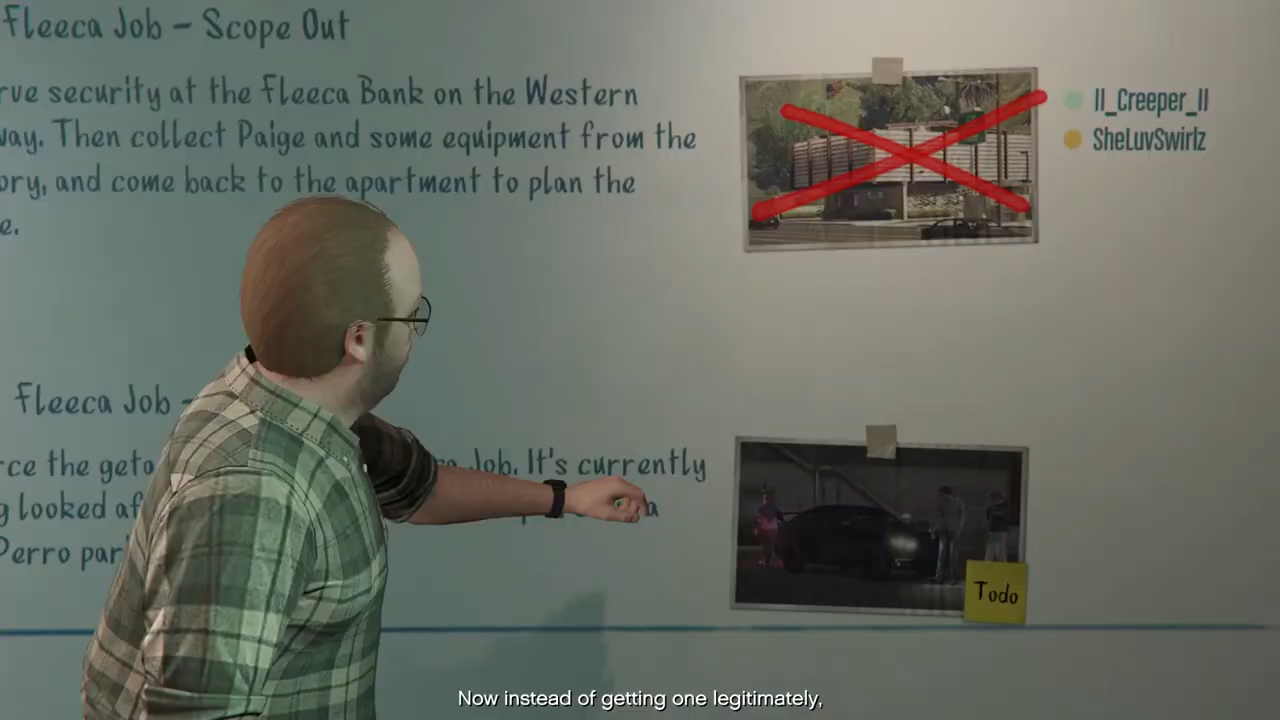 Fleeca Job - Scope Out
rve security at the Fleeca Bank on the Western
way. Then collect Paige and some equipment from the
ory, and come back to the apartment to plan the
e.
II_Creeper_II
SheLuvSwirlz
Fleeca Job -
rce the geta Job. It's currently
g looked af a
Perro par
Todo
Now instead of getting one legitimately,